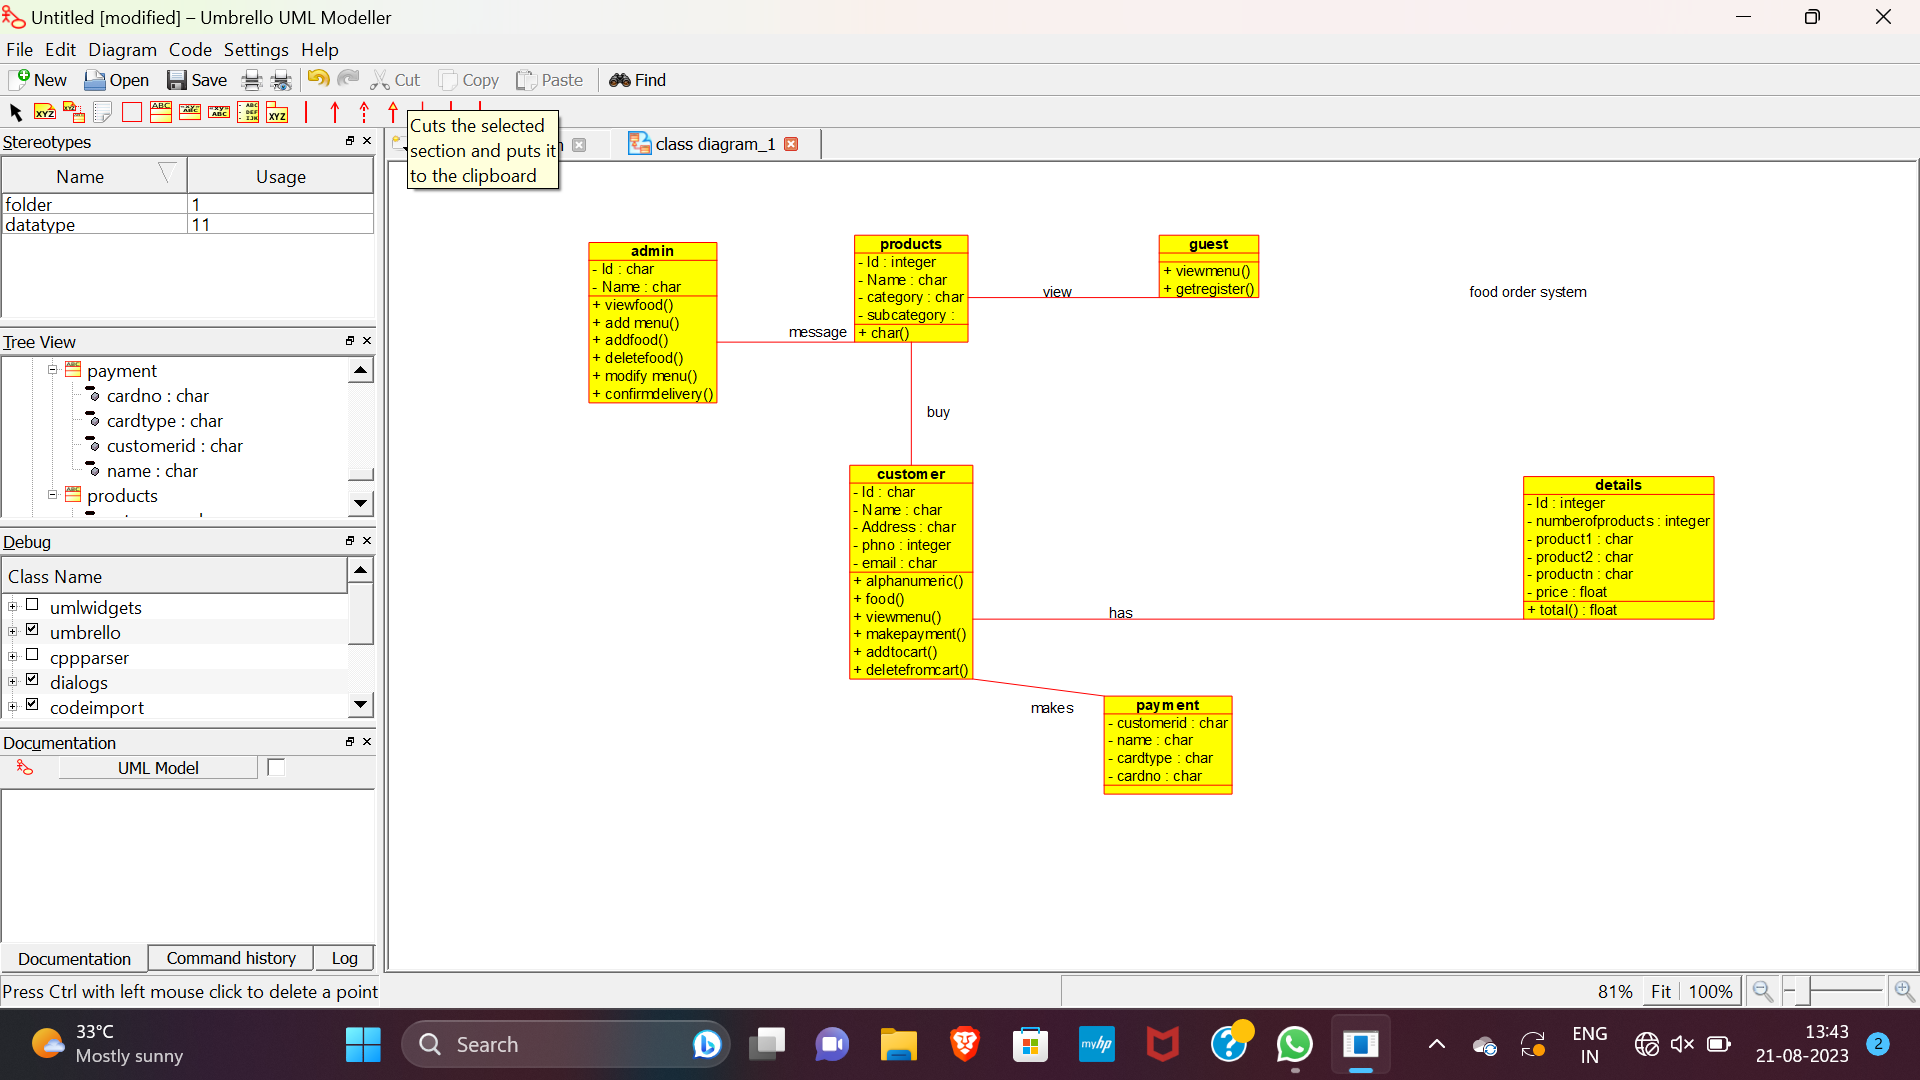 Untitled [modified] – Umbrello UML Modeller
File Edit Diagram Code Settings Help
New Open Save Cut Copy Paste Find
Cuts the selected
section and puts it
to the clipboard
class diagram_1
Stereotypes
Name Usage
folder 1
datatype 11
Tree View
payment
cardno : char
cardtype : char
customerid : char
name : char
products
Debug
Class Name
umlwidgets
umbrello
cppparser
dialogs
codeimport
Documentation
UML Model
Documentation Command history Log
Press Ctrl with left mouse click to delete a point
admin
- Id : char
- Name : char
+ viewfood()
+ add menu()
+ addfood()
+ deletefood()
+ modify menu()
+ confirmdelivery()
message
products
- Id : integer
- Name : char
- category : char
- subcategory :
+ char()
view
guest
+ viewmenu()
+ getregister()
food order system
buy
customer
- Id : char
- Name : char
- Address : char
- phno : integer
- email : char
+ alphanumeric()
+ food()
+ viewmenu()
+ makepayment()
+ addtocart()
+ deletefromcart()
has
details
- Id : integer
- numberofproducts : integer
- product1 : char
- product2 : char
- productn : char
- price : float
+ total() : float
makes
payment
- customerid : char
- name : char
- cardtype : char
- cardno : char
81% Fit 100%
33°C
Mostly sunny
Search
myhp
ENG
IN
13:43
21-08-2023
2